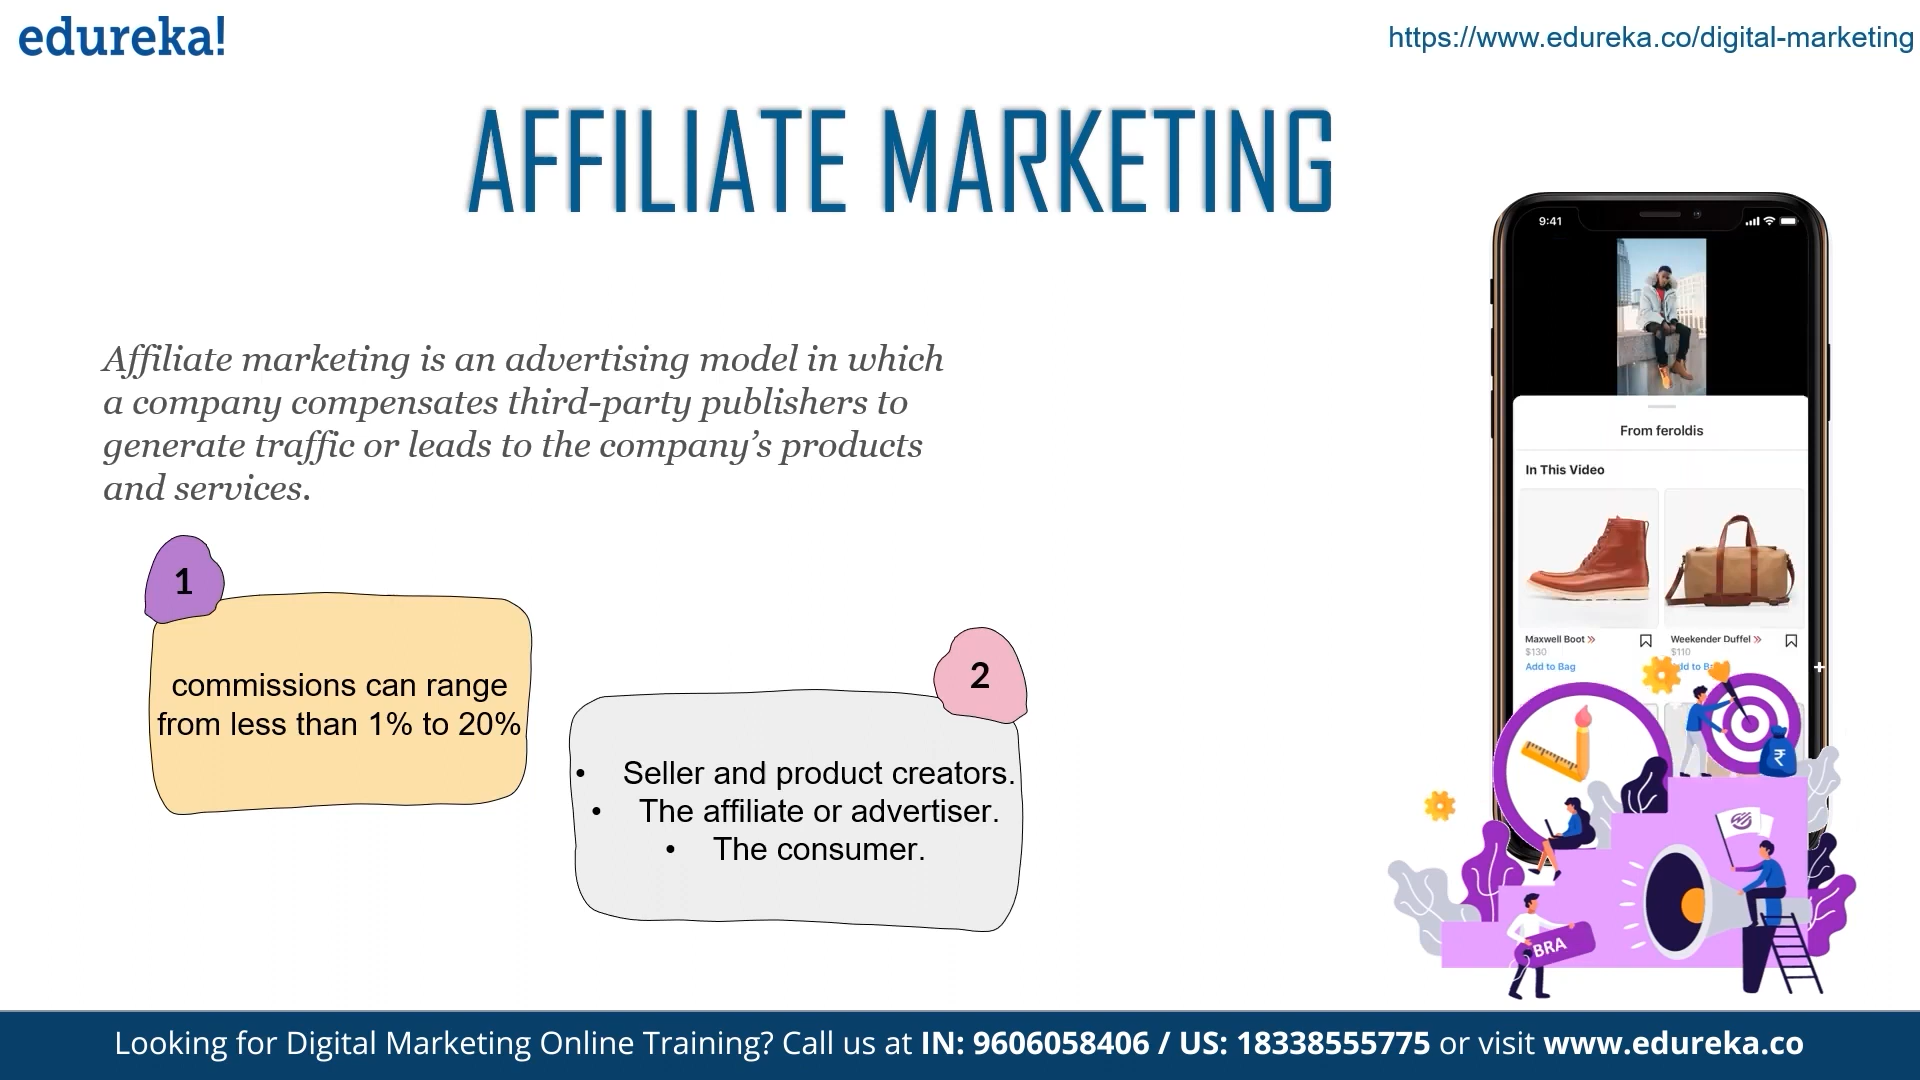 edureka!
https://www.edureka.co/digital-marketing
AFFILIATE MARKETING
Affiliate marketing is an advertising model in which
a company compensates third-party publishers to
generate traffic or leads to the company’s products
and services.
1
commissions can range
from less than 1% to 20%
2
• Seller and product creators.
• The affiliate or advertiser.
• The consumer.
9:41
From feroldis
In This Video
Maxwell Boot »
$130
Add to Bag
Weekender Duffel »
$110
₹
BRA
Looking for Digital Marketing Online Training? Call us at IN: 9606058406 / US: 18338555775 or visit www.edureka.co